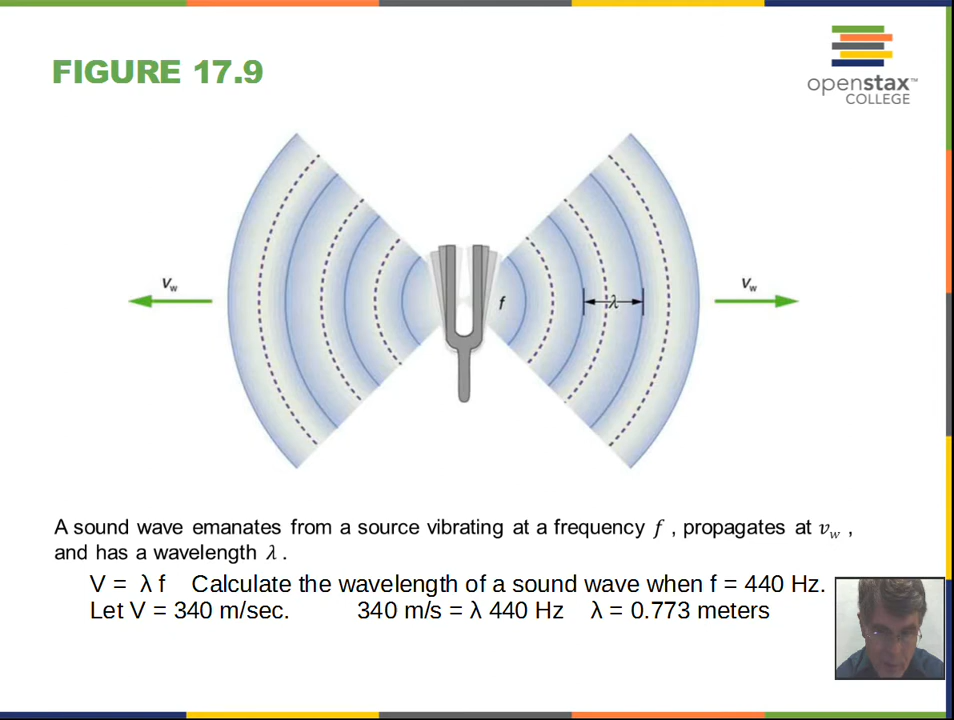 FIGURE 17.9
openstax™
COLLEGE
Vw
f
λ
Vw
A sound wave emanates from a source vibrating at a frequency f , propagates at vw ,
and has a wavelength λ .
V = λ f Calculate the wavelength of a sound wave when f = 440 Hz.
Let V = 340 m/sec. 340 m/s = λ 440 Hz λ = 0.773 meters